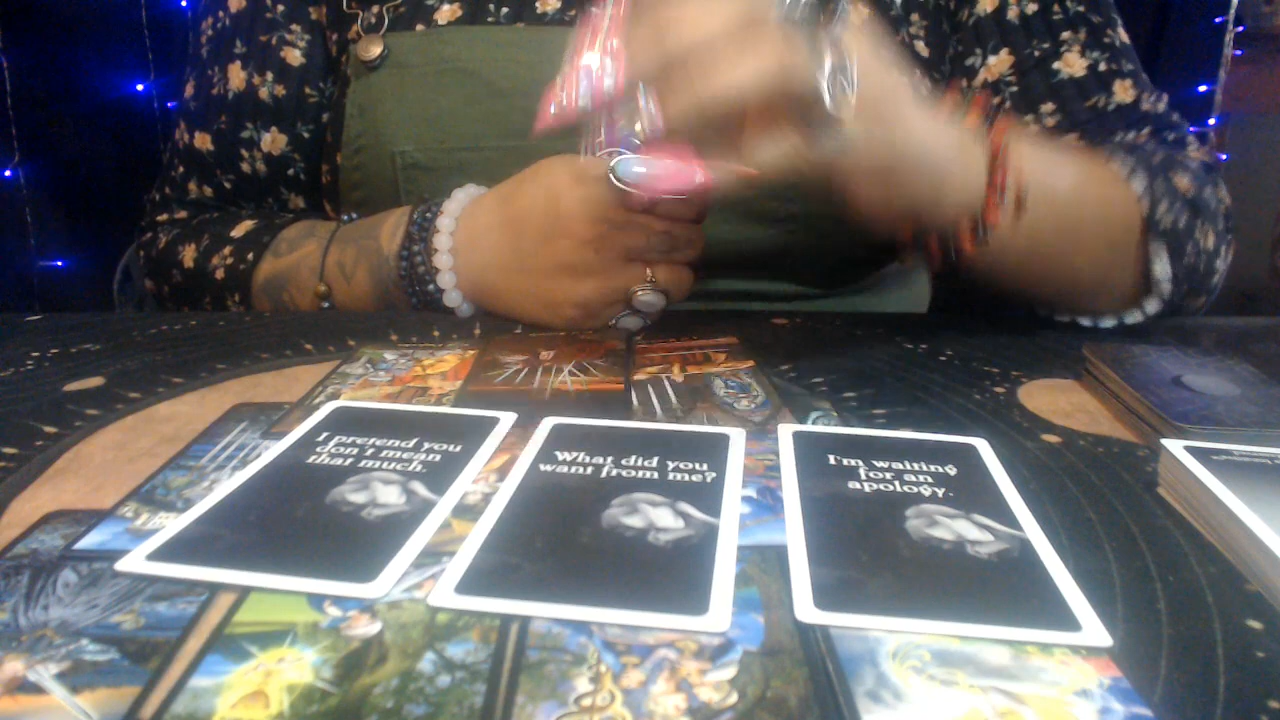 I pretend you
don't mean
that much.
What did you
want from me?
I'm waiting
for an
apology.